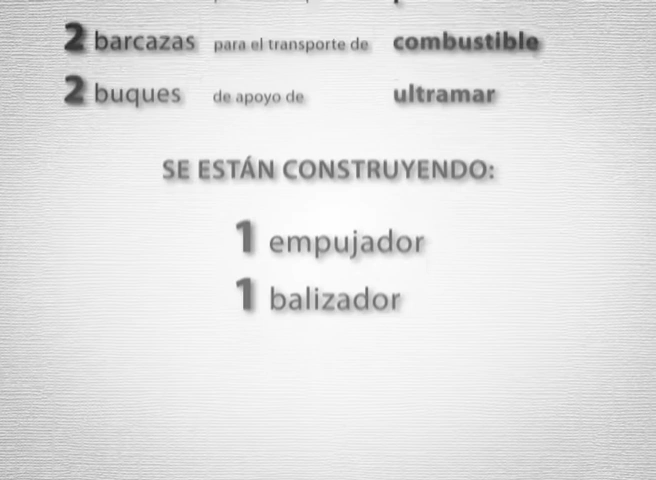 2 barcazas para el transporte de combustible
2 buques de apoyo de ultramar
SE ESTÁN CONSTRUYENDO:
1 empujador
1 balizador